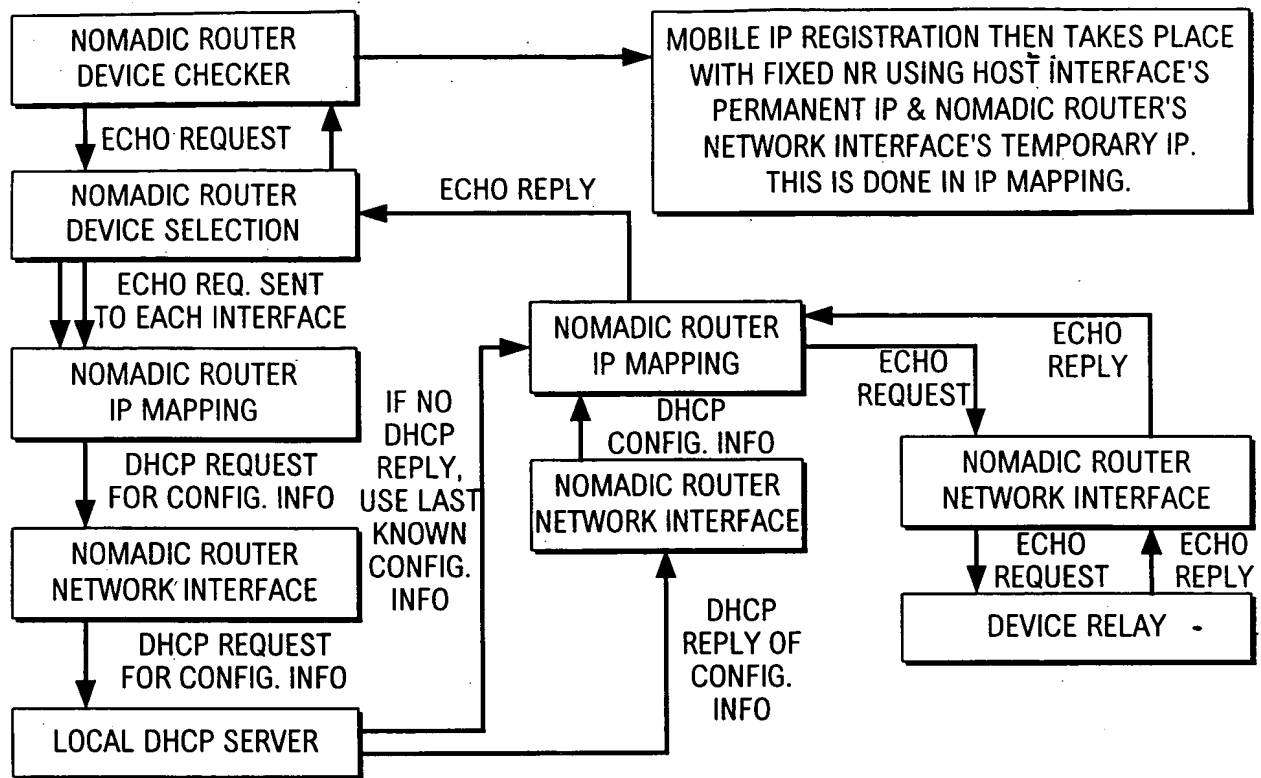 NOMADIC ROUTER
DEVICE CHECKER
MOBILE IP REGISTRATION THEN TAKES PLACE
WITH FIXED NR USING HOST INTERFACE'S
PERMANENT IP & NOMADIC ROUTER'S
NETWORK INTERFACE'S TEMPORARY IP.
THIS IS DONE IN IP MAPPING.
ECHO REQUEST
NOMADIC ROUTER
DEVICE SELECTION
ECHO REPLY
ECHO REQ. SENT
TO EACH INTERFACE
NOMADIC ROUTER
IP MAPPING
NOMADIC ROUTER
IP MAPPING
ECHO
REPLY
ECHO
REQUEST
IF NO
DHCP
REPLY,
USE LAST
KNOWN
CONFIG.
INFO
DHCP
CONFIG. INFO
DHCP REQUEST
FOR CONFIG. INFO
NOMADIC ROUTER
NETWORK INTERFACE
NOMADIC ROUTER
NETWORK INTERFACE
NOMADIC ROUTER
NETWORK INTERFACE
ECHO
REQUEST
ECHO
REPLY
DHCP REQUEST
FOR CONFIG. INFO
DHCP
REPLY OF
CONFIG.
INFO
DEVICE RELAY
LOCAL DHCP SERVER